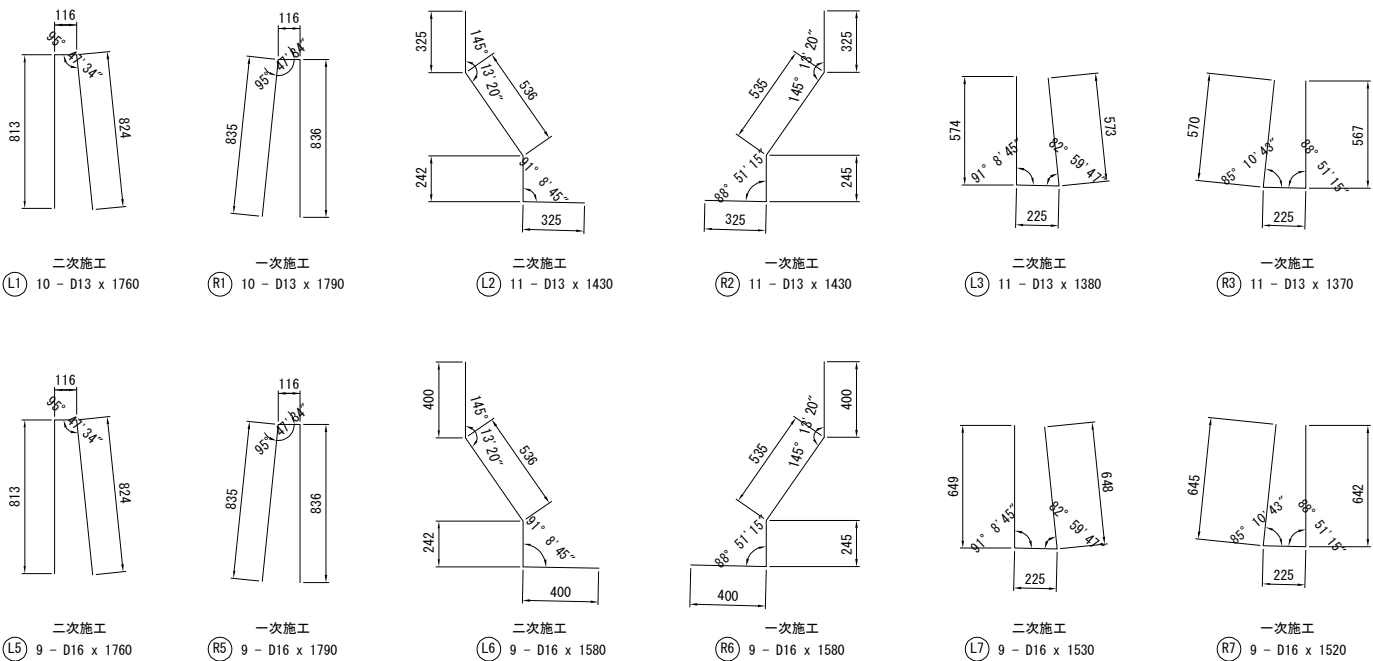 116
95° 47'34"
813
824
二次施工
L1 10 - D13 x 1760
116
95° 47'84"
835
836
一次施工
R1 10 - D13 x 1790
325
145° 13'20"
536
242
91° 8'45"
325
二次施工
L2 11 - D13 x 1430
325
145° 13'20"
535
88° 51'15"
245
325
一次施工
R2 11 - D13 x 1430
574
573
91° 8'45"
82° 59'47"
225
二次施工
L3 11 - D13 x 1380
570
567
85° 10'43"
88° 51'15"
225
一次施工
R3 11 - D13 x 1370
116
95° 47'34"
813
824
二次施工
L5 9 - D16 x 1760
116
95° 47'84"
835
836
一次施工
R5 9 - D16 x 1790
400
145° 13'20"
536
242
91° 8'45"
400
二次施工
L6 9 - D16 x 1580
400
145° 13'20"
535
88° 51'15"
245
400
一次施工
R6 9 - D16 x 1580
649
648
91° 8'45"
82° 59'47"
225
二次施工
L7 9 - D16 x 1530
645
642
85° 10'43"
88° 51'15"
225
一次施工
R7 9 - D16 x 1520